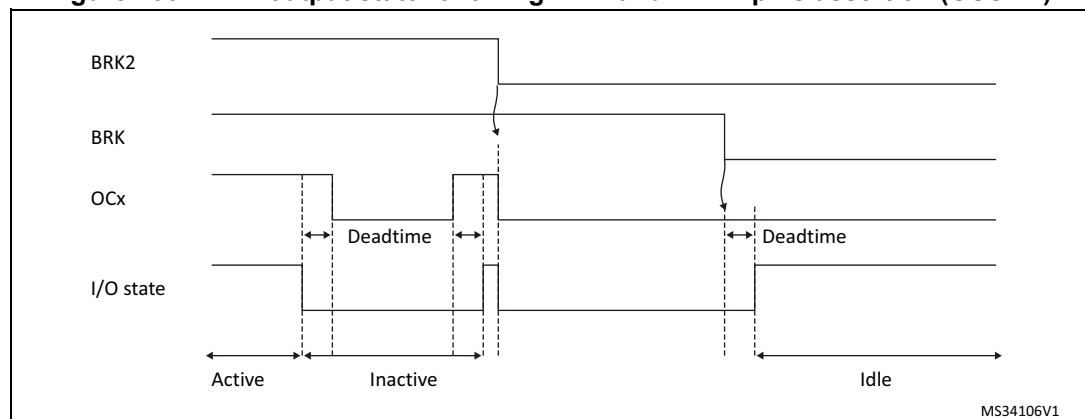 BRK2
BRK
OCx
Deadtime
Deadtime
I/O state
Active
Inactive
Idle
MS34106V1